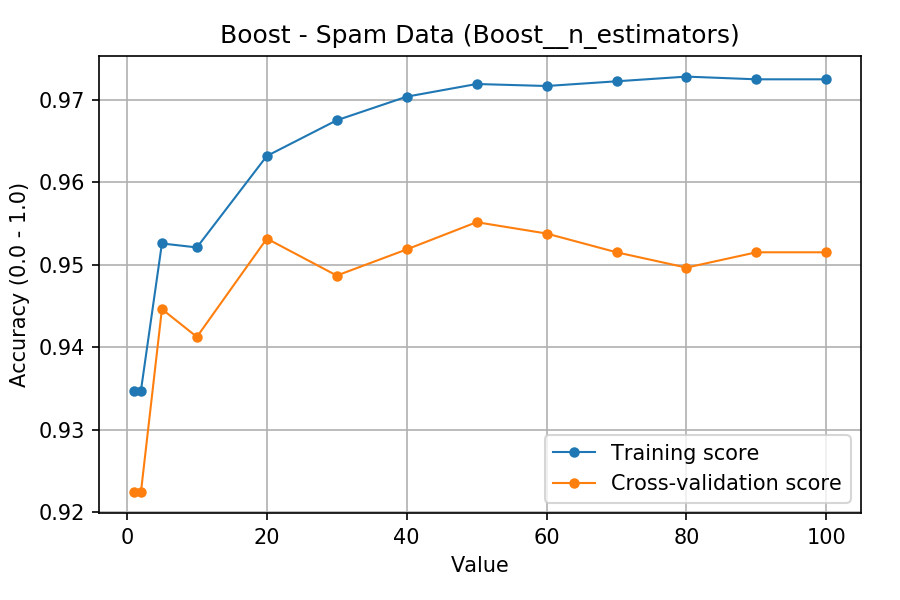 Boost - Spam Data (Boost__n_estimators)
Accuracy (0.0 - 1.0)
0.97
0.96
0.95
0.94
0.93
0.92
0 20 40 60 80 100
Value
Training score
Cross-validation score